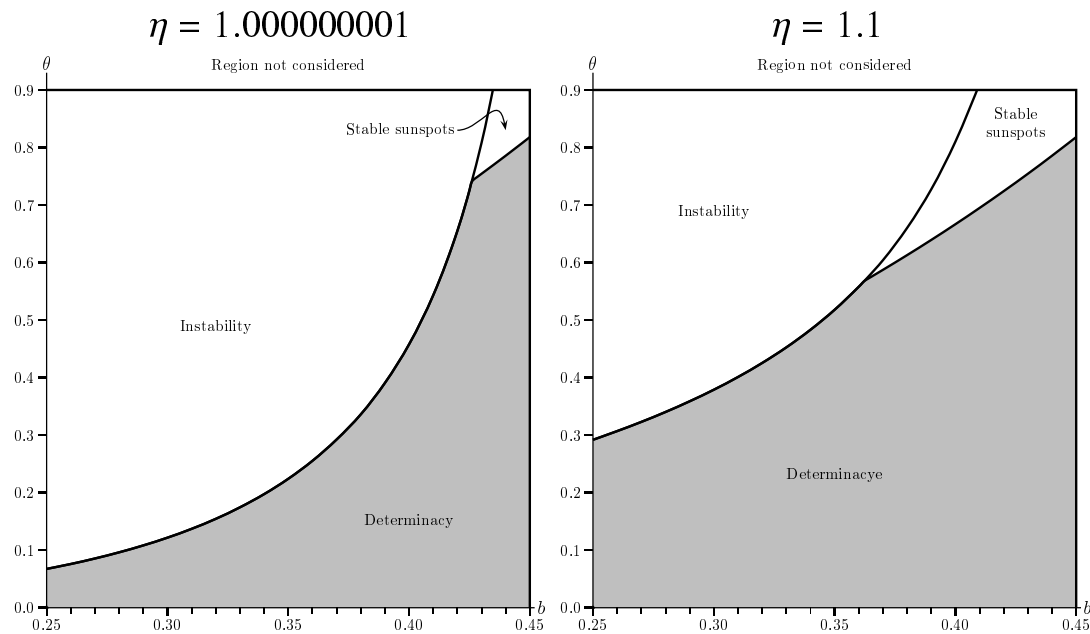 η = 1.000000001
θ
Region not considered
0.9
0.8
0.7
0.6
0.5
0.4
0.3
0.2
0.1
0.0
Stable sunspots
Instability
Determinacy
0.25
0.30
0.35
0.40
0.45
b
η = 1.1
θ
Region not considered
0.9
0.8
0.7
0.6
0.5
0.4
0.3
0.2
0.1
0.0
Stable
sunspots
Instability
Determinacye
0.25
0.30
0.35
0.40
0.45
b